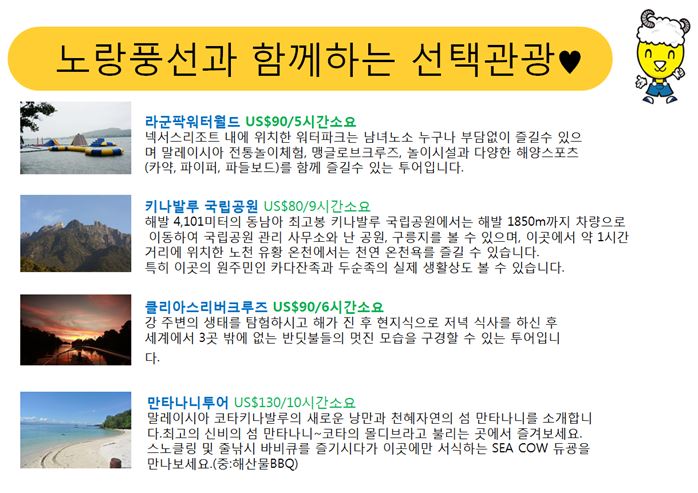 노랑풍선과 함께하는 선택관광♥
라군팍워터월드 US$90/5시간소요
넥서스리조트 내에 위치한 워터파크는 남녀노소 누구나 부담없이 즐길수 있으
며 말레이시아 전통놀이체험, 맹글로브크루즈, 놀이시설과 다양한 해양스포츠
(카약, 파이퍼, 파들보드)를 함께 즐길수 있는 투어입니다.
키나발루 국립공원 US$80/9시간소요
해발 4,101미터의 동남아 최고봉 키나발루 국립공원에서는 해발 1850m까지 차량으로
이동하여 국립공원 관리 사무소와 난 공원, 구릉지를 볼 수 있으며, 이곳에서 약 1시간
거리에 위치한 노천 유황 온천에서는 천연 온천욕를 즐길 수 있습니다.
특히 이곳의 원주민인 카다잔족과 두순족의 실제 생활상도 볼 수 있습니다.
클리아스리버크루즈 US$90/6시간소요
강 주변의 생태를 탐험하시고 해가 진 후 현지식으로 저녁 식사를 하신 후
세계에서 3곳 밖에 없는 반딧불들의 멋진 모습을 구경할 수 있는 투어입니
다.
만타나니투어 US$130/10시간소요
말레이시아 코타키나발루의 새로운 낭만과 천혜자연의 섬 만타나니를 소개합니
다.최고의 신비의 섬 만타나니~코타의 몰디브라고 불리는 곳에서 즐겨보세요.
스노클링 및 줄낚시 바비큐를 즐기시다가 이곳에만 서식하는 SEA COW 듀공을
만나보세요.(중:해산물BBQ)